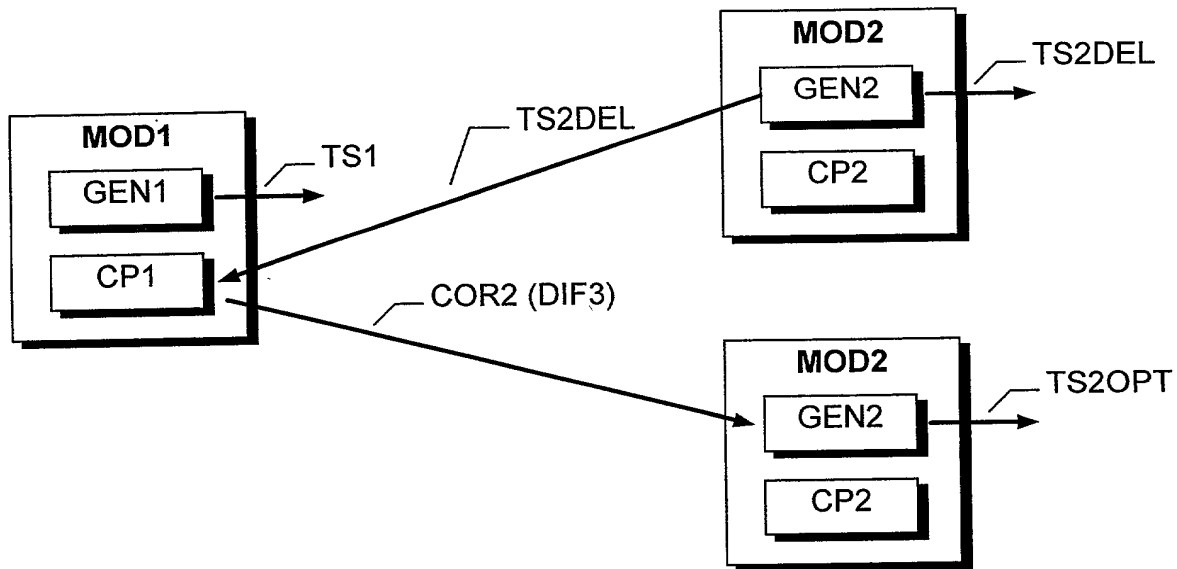 MOD1
GEN1
TS1
CP1
TS2DEL
COR2 (DIF3)
MOD2
GEN2
TS2DEL
CP2
MOD2
GEN2
TS2OPT
CP2